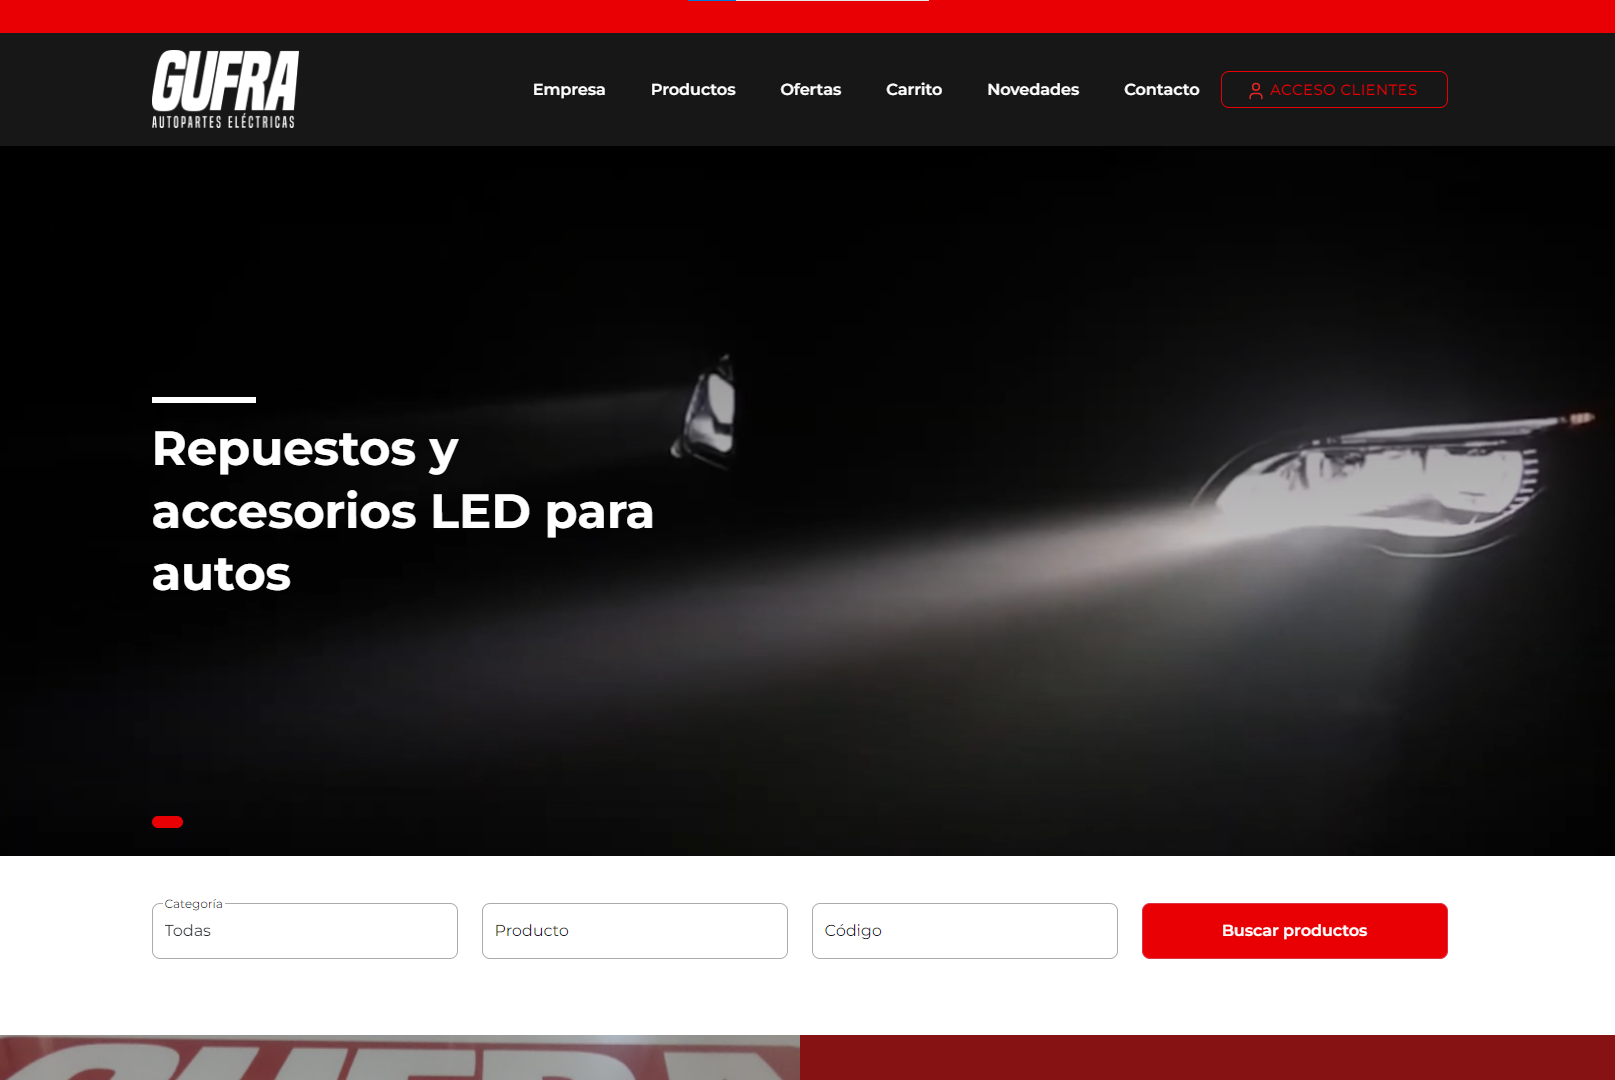 GUFRA
AUTOPARTES ELÉCTRICAS
Empresa
Productos
Ofertas
Carrito
Novedades
Contacto
ACCESO CLIENTES
Repuestos y
accesorios LED para
autos
Categoría
Todas
Producto
Código
Buscar productos
GUFRA